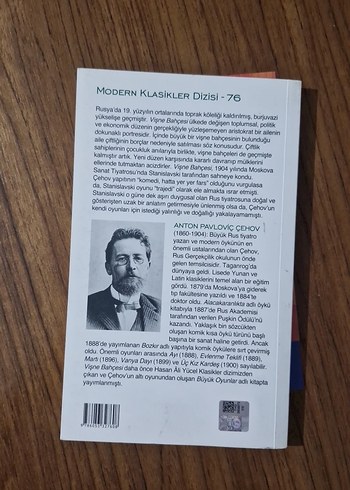 MODERN KLASİKLER DİZİSİ - 76
Rusya'da 19. yüzyılın ortalarında toprak köleliği kaldırılmış, burjuvazi
yükselişe geçmiştir. Vişne Bahçesi ülkede değişen toplumsal, politik
ve ekonomik düzenin gerçekliğiyle yüzleşemeyen aristokrat bir ailenin
dokunaklı portresidir. İçinde büyük bir vişne bahçesinin bulunduğu
aile çiftliğinin borçlar nedeniyle satılması söz konusudur. Çiftlik
sahiplerinin çocukluk anılarıyla birlikte, vişne bahçeleri de geçmişte
kalmıştır artık. Yeni düzen karşısında kararlı davranıp mülklerini
ellerinde tutmaktan acizdirler. Vişne Bahçesi, 1904 yılında Moskova
Sanat Tiyatrosu'nda Stanislavski tarafından sahneye kondu.
Çehov yapıtının "komedi, hatta yer yer fars" olduğunu vurgulasa
da, Stanislavski oyunu "trajedi" olarak ele almakta ısrar etmişti.
Stanislavski o güne dek aşırı duygusal olan Rus tiyatrosuna doğal ve
gösterişten uzak bir anlatım getirmesiyle ünlenmiş olsa da, Çehov'un
kendi oyunları için istediği yalınlığı ve doğallığı yakalayamamıştı.
ANTON PAVLOVİÇ ÇEHOV
(1860-1904): Büyük Rus tiyatro
yazarı ve modern öykünün en
önemli ustalarından olan Çehov,
Rus Gerçekçilik okulunun önde
gelen temsilcisidir. Taganrog'da
dünyaya geldi. Lisede Yunan ve
Latin klasiklerini temel alan bir eğitim
gördü. 1879'da Moskova'ya giderek
tıp fakültesine yazıldı ve 1884'te
doktor oldu. Alacakaranlıkta adlı öykü
kitabıyla 1887'de Rus Akademisi
tarafından verilen Puşkin Ödülü'nü
kazandı. Yaklaşık bin sözcükten
oluşan komik kısa öykü türünü başlı
başına bir sanat haline getirdi. Ancak
1888'de yayımlanan Bozkır adlı yapıtıyla komik öykülere sırt çevirmiş
oldu. Önemli oyunları arasında Ayı (1888), Evlenme Teklifi (1889),
Martı (1896), Vanya Dayı (1899) ve Üç Kız Kardeş (1900) sayılabilir.
Vişne Bahçesi daha önce Hasan Âli Yücel Klasikler dizimizden
çıkan ve Çehov'un altı oyunundan oluşan Büyük Oyunlar adlı kitapta
yayımlanmıştı.